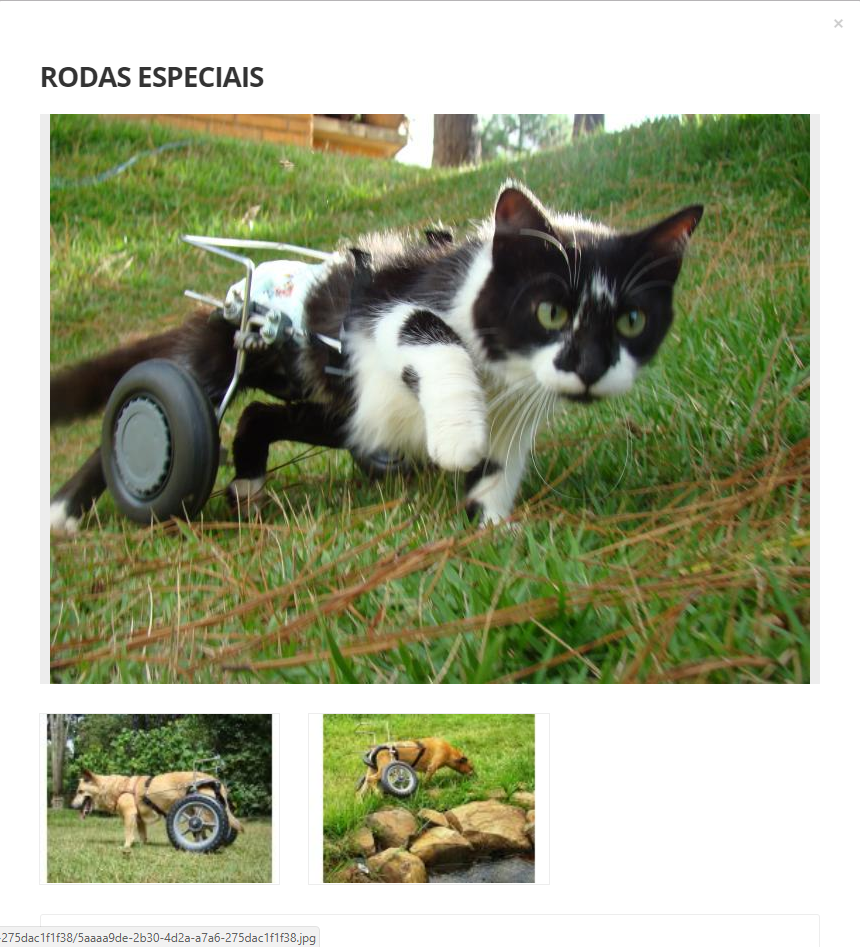 ×
RODAS ESPECIAIS
-275dac1f1f38/5aaaa9de-2b30-4d2a-a7a6-275dac1f1f38.jpg